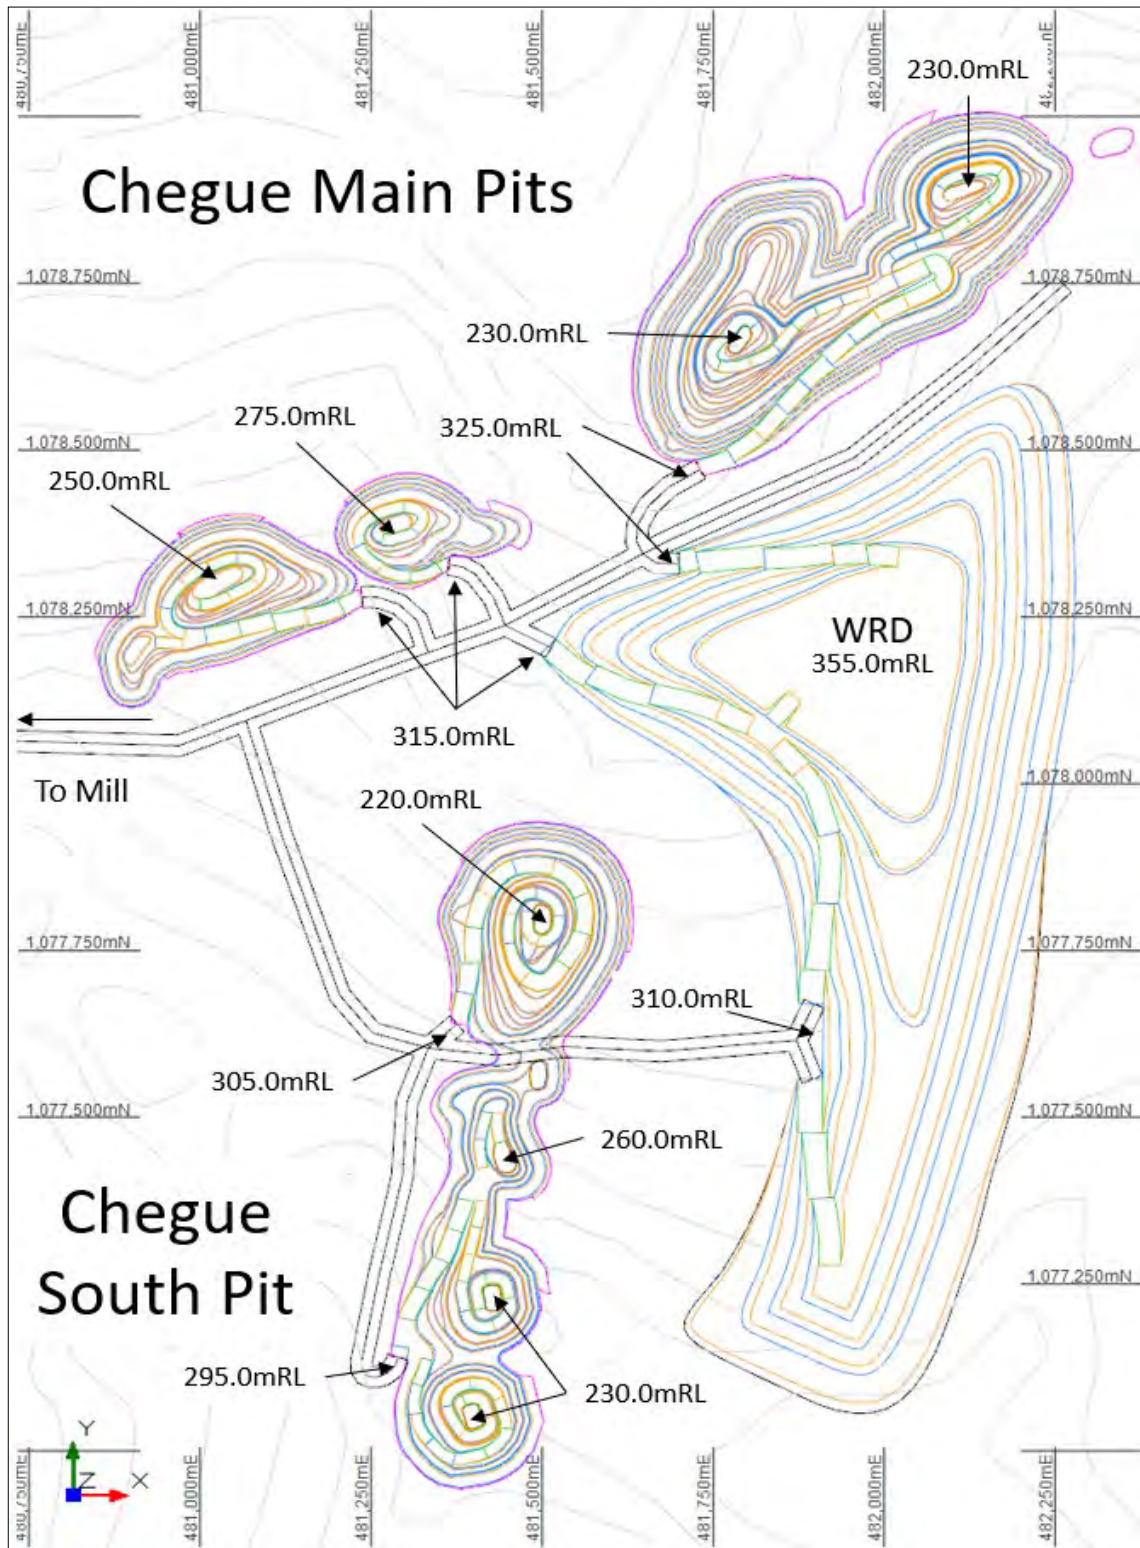 480,750mE
481,000mE
481,250mE
481,500mE
481,750mE
482,000mE
230.0mRL
Chegue Main Pits
1,078,750mN
1,078,750mN
230.0mRL
275.0mRL
325.0mRL
1,078,500mN
1,078,500mN
250.0mRL
1,078,250mN
1,078,250mN
WRD
355.0mRL
315.0mRL
To Mill
1,078,000mN
220.0mRL
1,077,750mN
1,077,750mN
310.0mRL
305.0mRL
1,077,500mN
1,077,500mN
260.0mRL
Chegue
South Pit
1,077,250mN
295.0mRL
230.0mRL
Y
Z
X
480,750mE
481,000mE
481,250mE
481,500mE
481,750mE
482,000mE
482,250mE